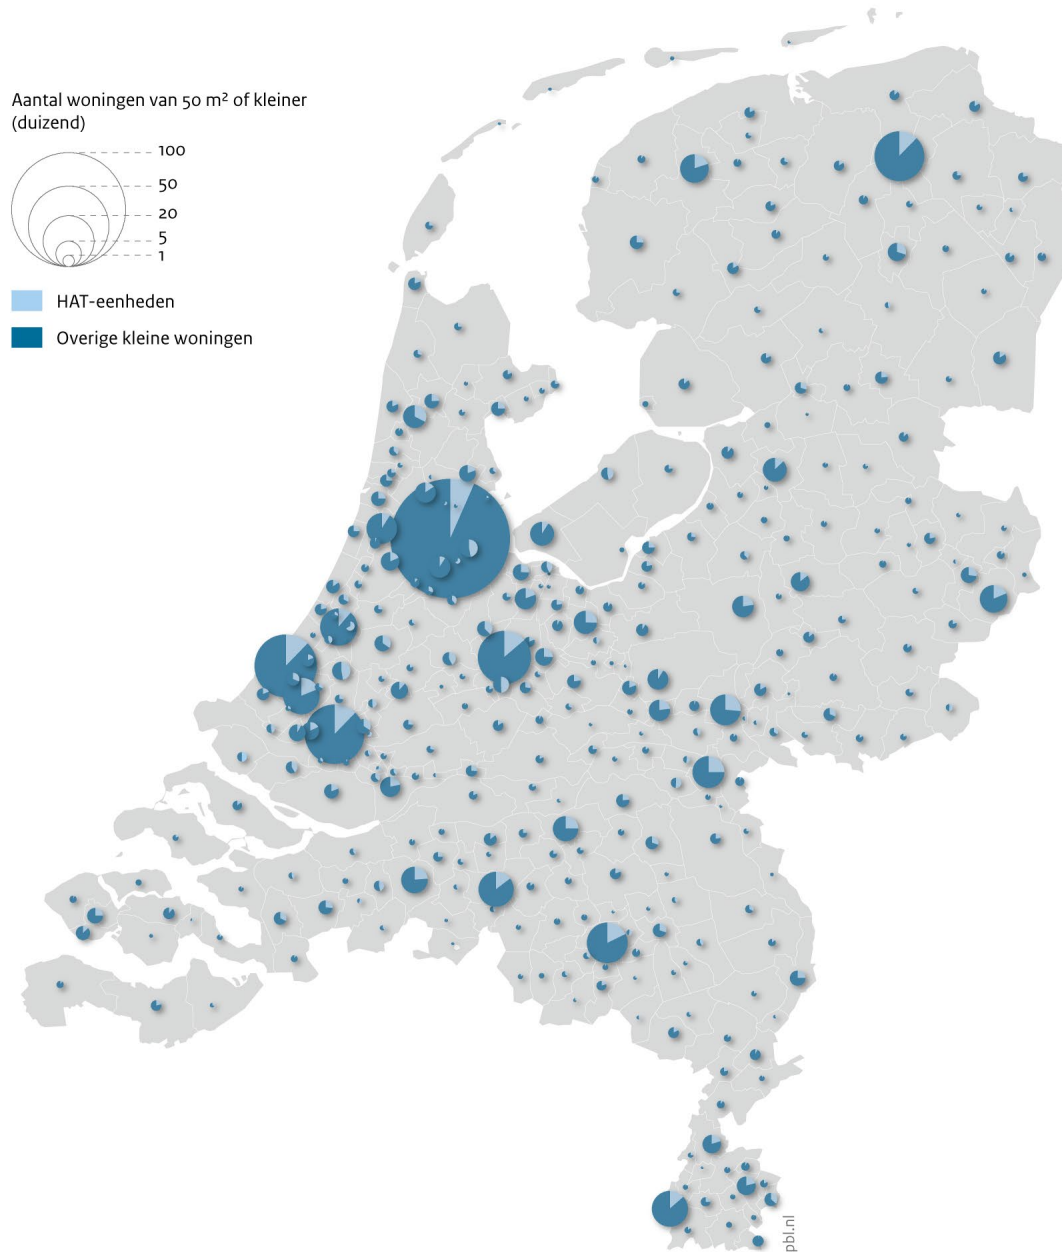 Aantal woningen van 50 m² of kleiner
(duizend)
100
50
20
5
1
HAT-eenheden
Overige kleine woningen
pbl.nl